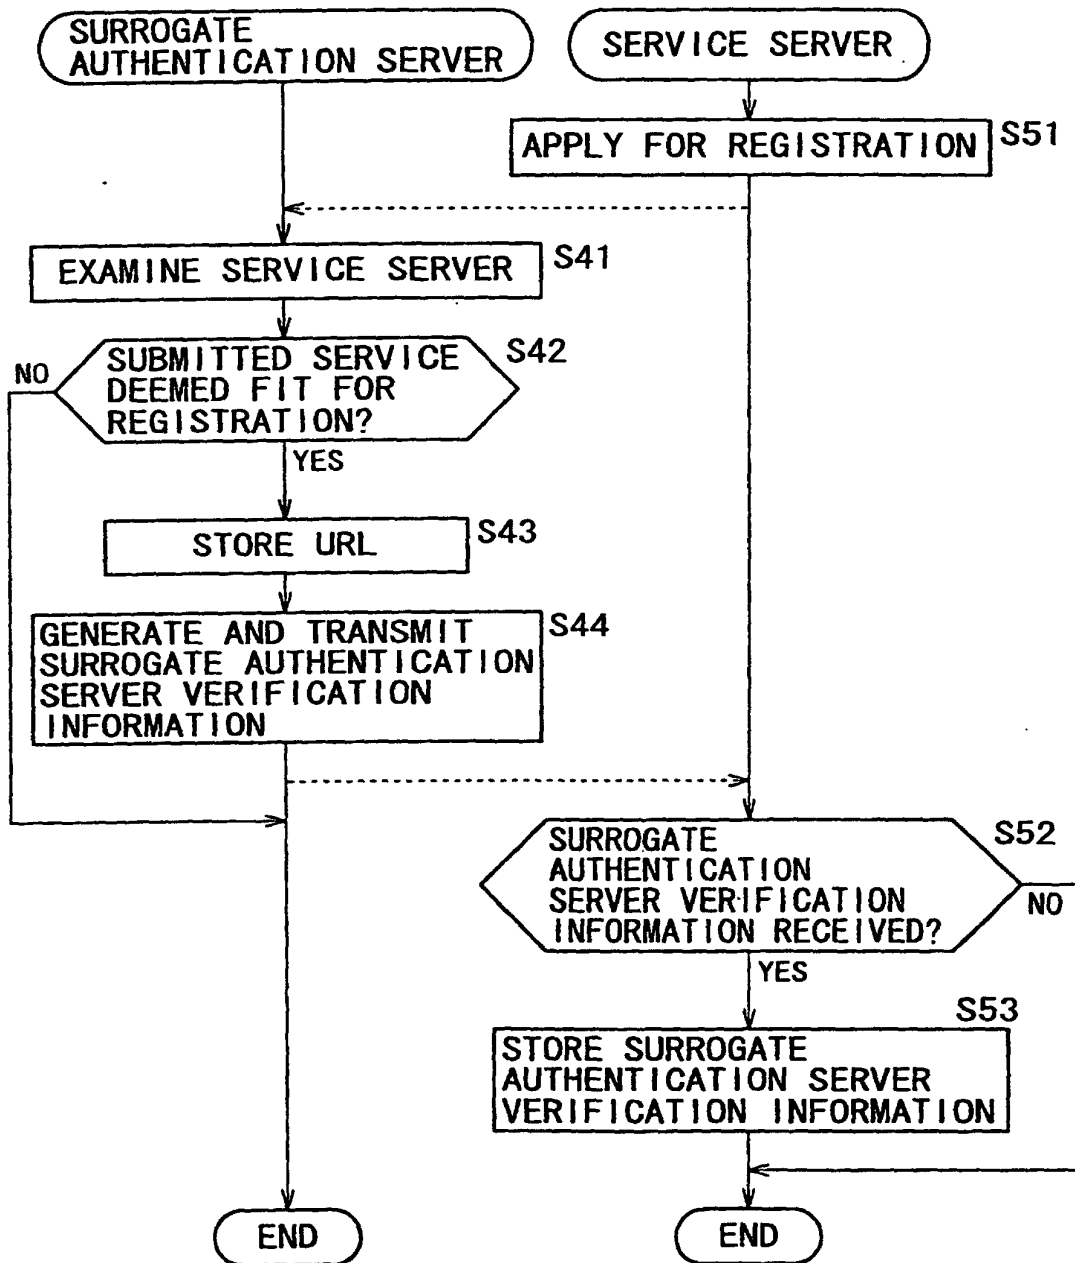 SURROGATE
AUTHENTICATION SERVER
SERVICE SERVER
APPLY FOR REGISTRATION
S51
EXAMINE SERVICE SERVER
S41
SUBMITTED SERVICE
DEEMED FIT FOR
REGISTRATION?
S42
NO
YES
STORE URL
S43
GENERATE AND TRANSMIT
SURROGATE AUTHENTICATION
SERVER VERIFICATION
INFORMATION
S44
SURROGATE
AUTHENTICATION
SERVER VERIFICATION
INFORMATION RECEIVED?
S52
NO
YES
S53
STORE SURROGATE
AUTHENTICATION SERVER
VERIFICATION INFORMATION
END
END